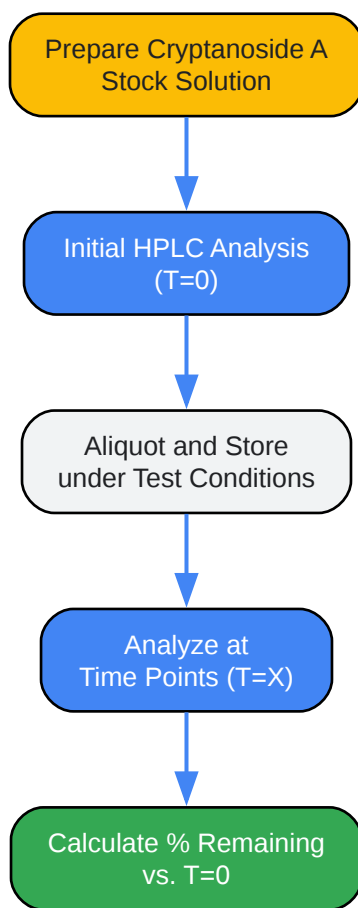 Prepare Cryptanoside A
Stock Solution
Initial HPLC Analysis
(T=0)
Aliquot and Store
under Test Conditions
Analyze at
Time Points (T=X)
Calculate % Remaining
vs. T=0